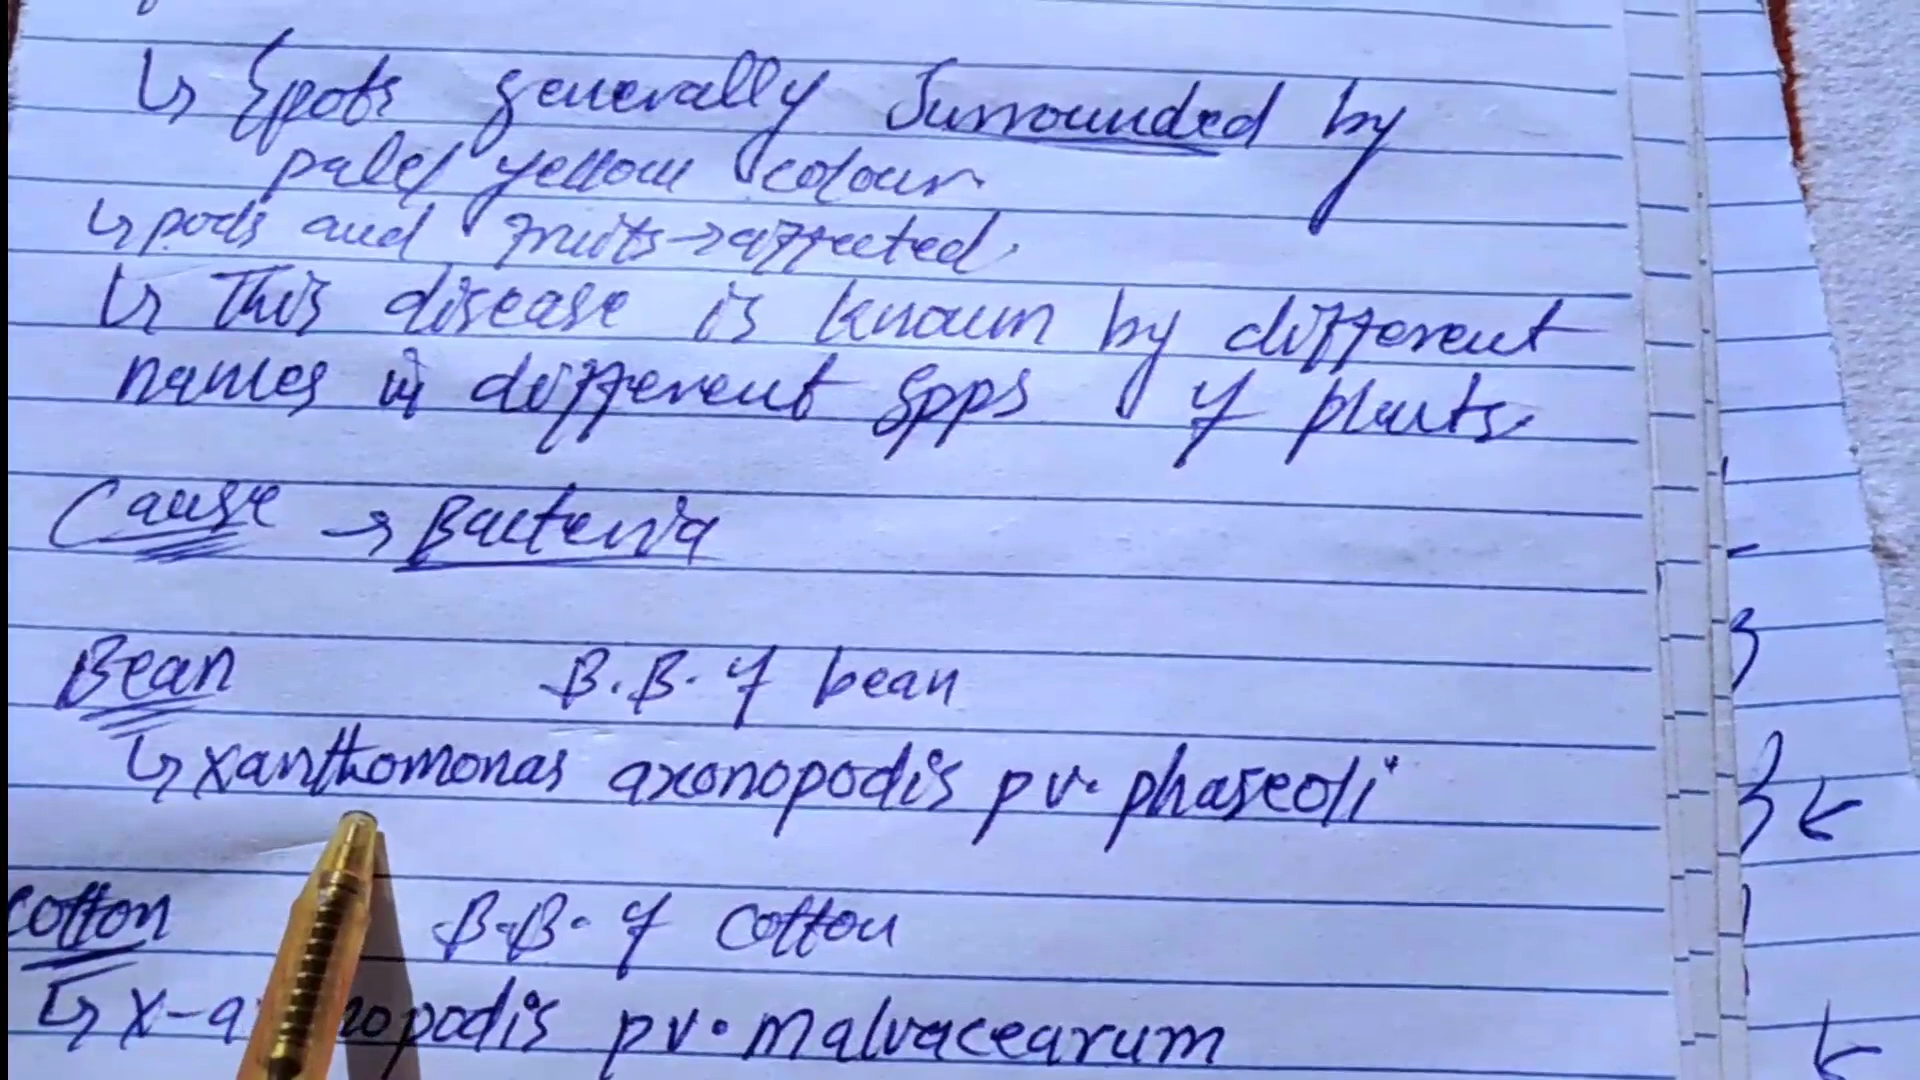 ↳ Spots generally surrounded by
pale yellow colour
↳ pods and fruits → affected.
↳ This disease is known by different
names in different spps of plants.
Cause → Bacteria
Bean B.B. of bean
↳ xanthomonas axonopodis pv. phaseoli
cotton B.B. of cotton
↳ X-a nopodis pv. malvacearum